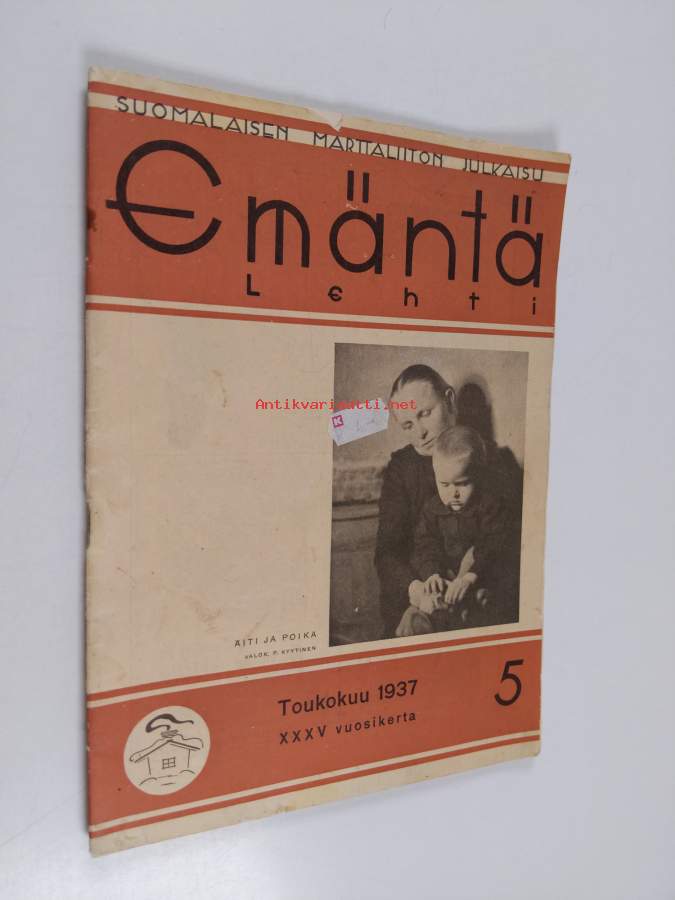 SUOMALAISEN MARTTALIITON JULKAISU
Emäntä
Lehti
Antikvariaatti.net
K
ÄITI JA POIKA
VALOK. P. KYYTINEN
Toukokuu 1937
5
XXXV vuosikerta